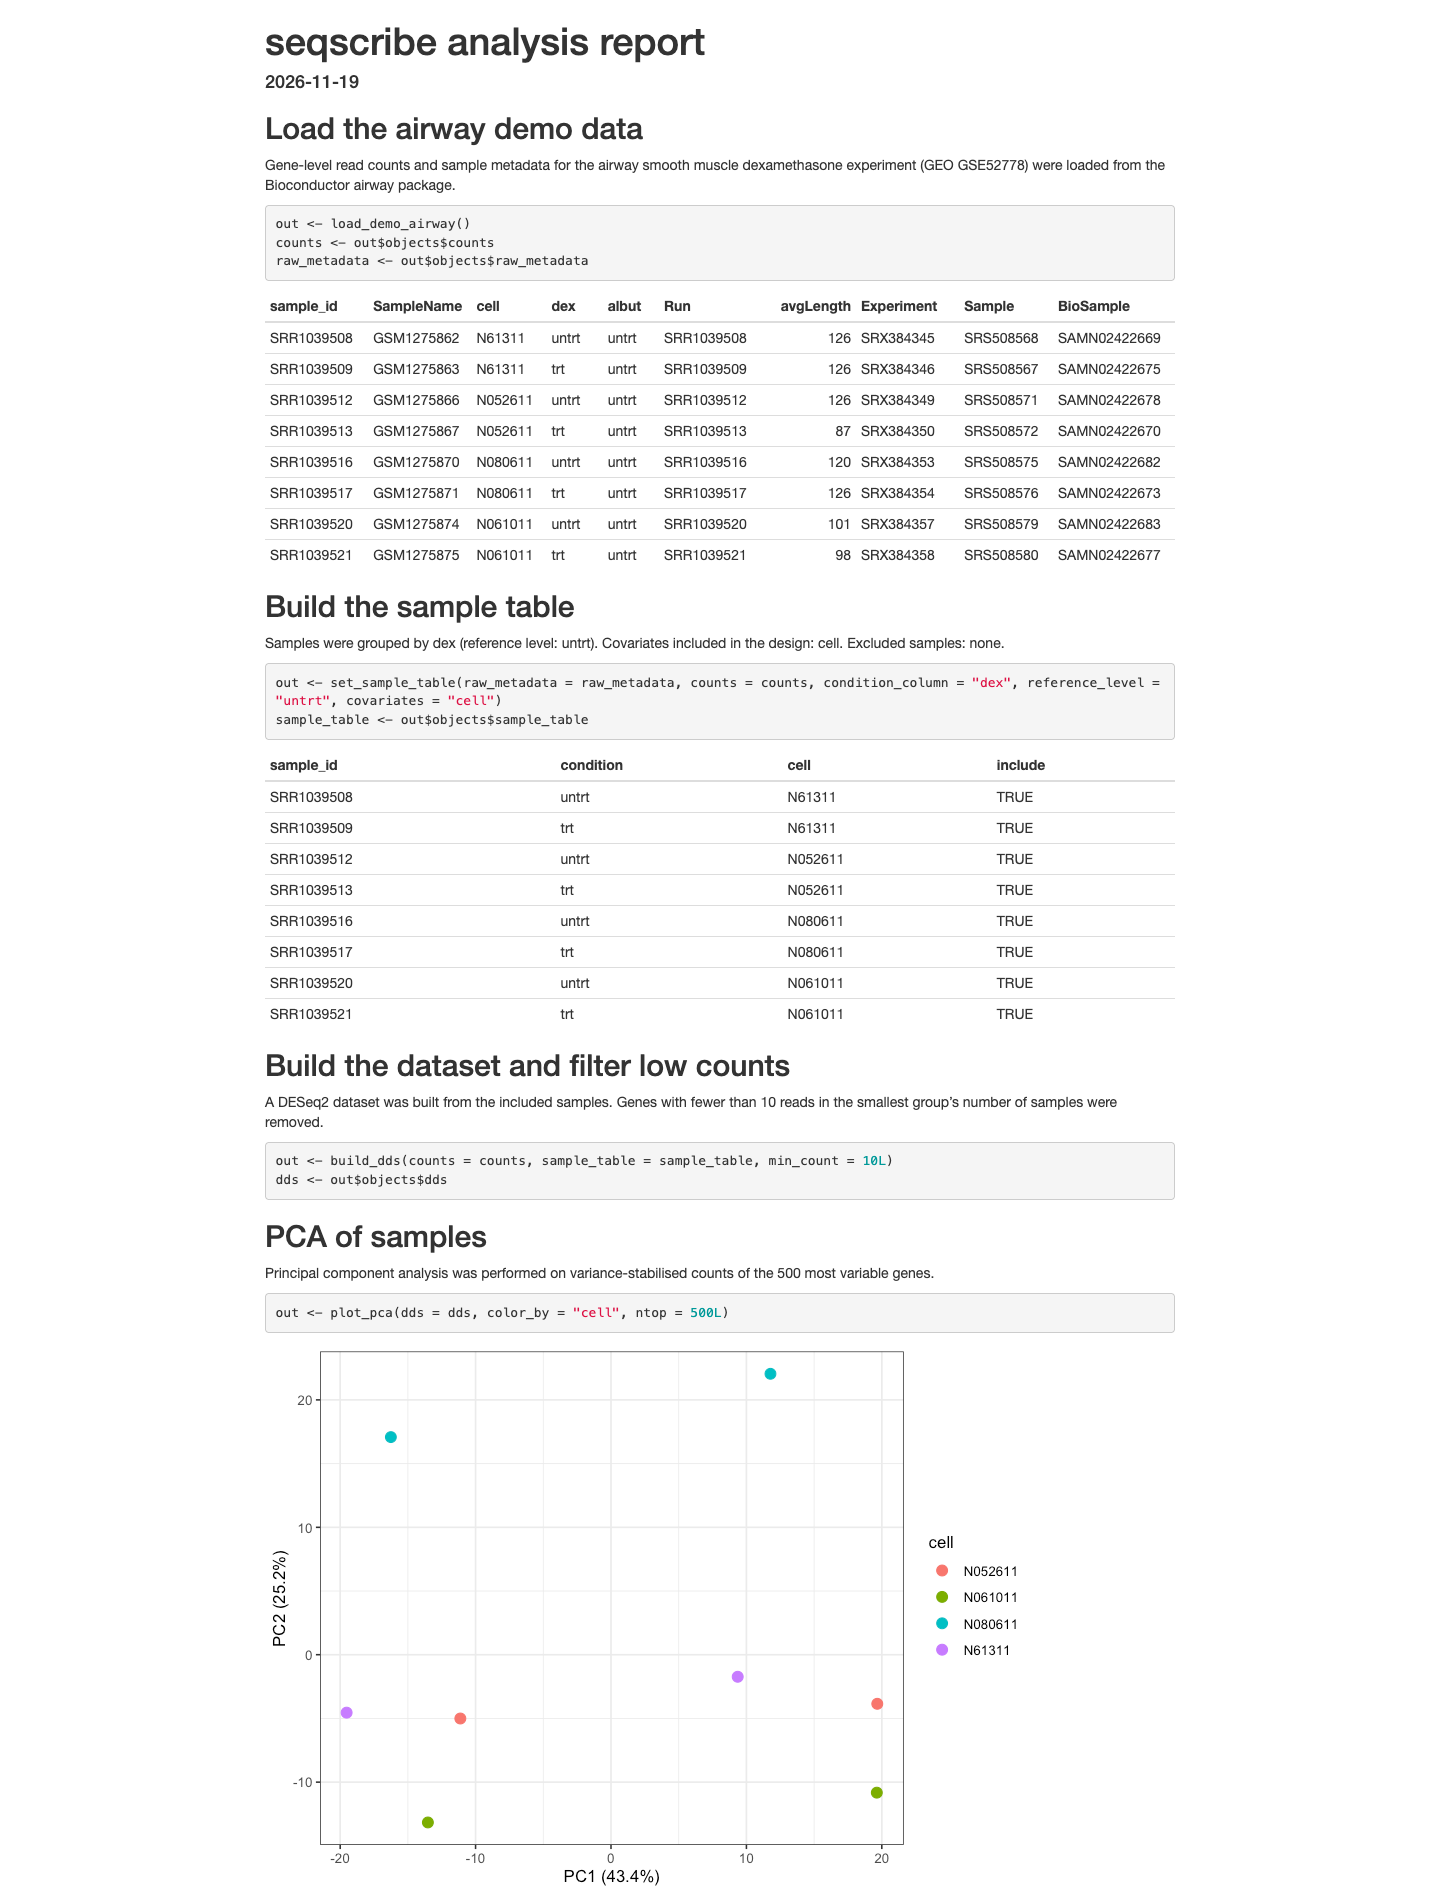 seqscribe analysis report
2026-11-19
Load the airway demo data
Gene-level read counts and sample metadata for the airway smooth muscle dexamethasone experiment (GEO GSE52778) were loaded from the
Bioconductor airway package.
out <- load_demo_airway()
counts <- out$objects$counts
raw_metadata <- out$objects$raw_metadata
sample_id SampleName cell dex albut Run avgLength Experiment Sample BioSample
SRR1039508 GSM1275862 N61311 untrt untrt SRR1039508 126 SRX384345 SRS508568 SAMN02422669
SRR1039509 GSM1275863 N61311 trt untrt SRR1039509 126 SRX384346 SRS508567 SAMN02422675
SRR1039512 GSM1275866 N052611 untrt untrt SRR1039512 126 SRX384349 SRS508571 SAMN02422678
SRR1039513 GSM1275867 N052611 trt untrt SRR1039513 87 SRX384350 SRS508572 SAMN02422670
SRR1039516 GSM1275870 N080611 untrt untrt SRR1039516 120 SRX384353 SRS508575 SAMN02422682
SRR1039517 GSM1275871 N080611 trt untrt SRR1039517 126 SRX384354 SRS508576 SAMN02422673
SRR1039520 GSM1275874 N061011 untrt untrt SRR1039520 101 SRX384357 SRS508579 SAMN02422683
SRR1039521 GSM1275875 N061011 trt untrt SRR1039521 98 SRX384358 SRS508580 SAMN02422677
Build the sample table
Samples were grouped by dex (reference level: untrt). Covariates included in the design: cell. Excluded samples: none.
out <- set_sample_table(raw_metadata = raw_metadata, counts = counts, condition_column = "dex", reference_level =
"untrt", covariates = "cell")
sample_table <- out$objects$sample_table
sample_id condition cell include
SRR1039508 untrt N61311 TRUE
SRR1039509 trt N61311 TRUE
SRR1039512 untrt N052611 TRUE
SRR1039513 trt N052611 TRUE
SRR1039516 untrt N080611 TRUE
SRR1039517 trt N080611 TRUE
SRR1039520 untrt N061011 TRUE
SRR1039521 trt N061011 TRUE
Build the dataset and filter low counts
A DESeq2 dataset was built from the included samples. Genes with fewer than 10 reads in the smallest group’s number of samples were
removed.
out <- build_dds(counts = counts, sample_table = sample_table, min_count = 10L)
dds <- out$objects$dds
PCA of samples
Principal component analysis was performed on variance-stabilised counts of the 500 most variable genes.
out <- plot_pca(dds = dds, color_by = "cell", ntop = 500L)
20
10
0
-10
PC2 (25.2%)
-20 -10 0 10 20
PC1 (43.4%)
cell
N052611
N061011
N080611
N61311